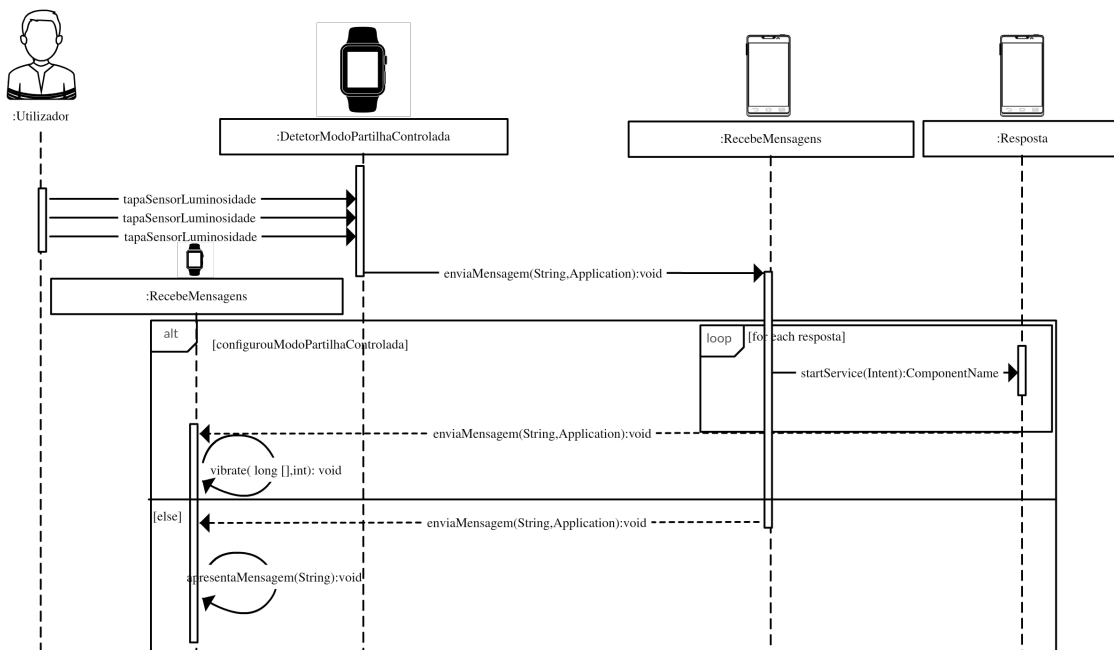 :Utilizador
:DetetorModoPartilhaControlada
:RecebeMensagens
:Resposta
tapaSensorLuminosidade
tapaSensorLuminosidade
tapaSensorLuminosidade
enviaMensagem(String,Application):void
:RecebeMensagens
alt
[configurouModoPartilhaControlada]
loop
[for each resposta]
startService(Intent):ComponentName
enviaMensagem(String,Application):void
vibrate( long [],int): void
[else]
enviaMensagem(String,Application):void
apresentaMensagem(String):void